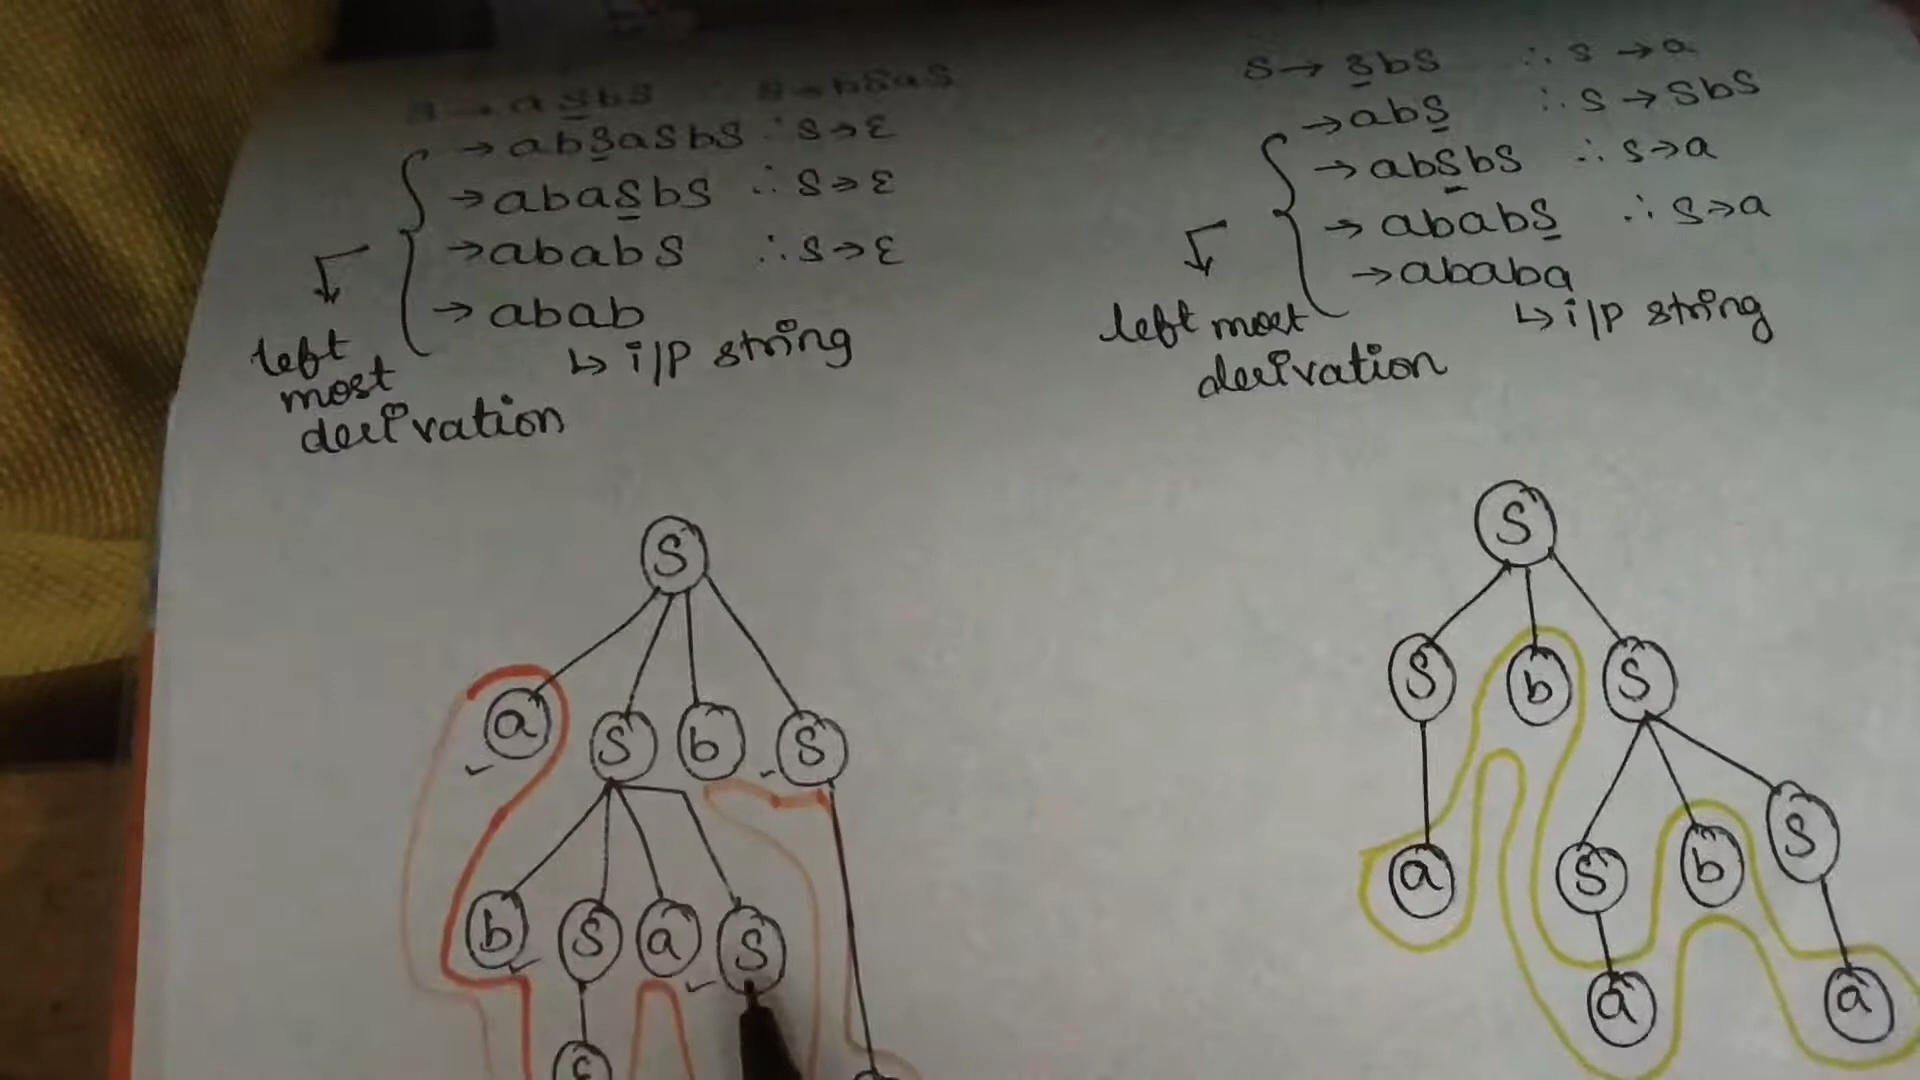 S → aSbS S → bSaS
→ abSaSbS ∵ S → ε
→ abaSbS ∴ S → ε
→ ababS ∴ S → ε
→ abab
↳ i/p string
left
most
derivation
S → SbS ∴ S → a
→ abS ∴ S → SbS
→ abSbS ∴ S → a
→ ababS ∴ S → a
→ ababa
↳ i/p string
left most
derivation
S
a S b S
b S a S
ε
S
S b S
a S b S
a a